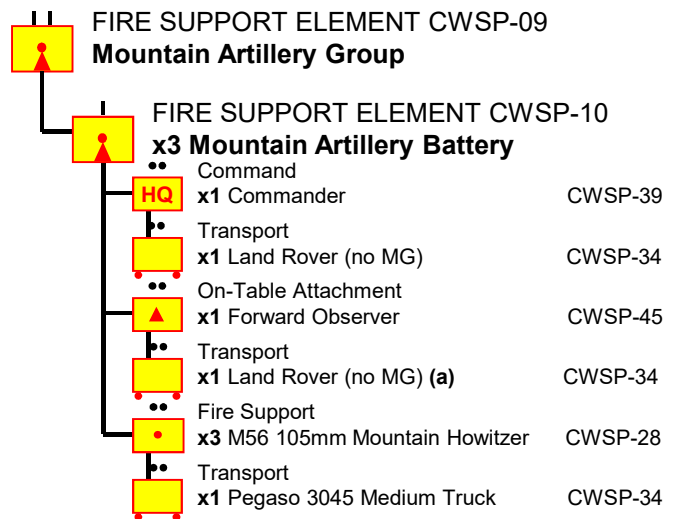 FIRE SUPPORT ELEMENT CWSP-09
Mountain Artillery Group
FIRE SUPPORT ELEMENT CWSP-10
x3 Mountain Artillery Battery
Command
HQ x1 Commander CWSP-39
Transport
x1 Land Rover (no MG) CWSP-34
On-Table Attachment
x1 Forward Observer CWSP-45
Transport
x1 Land Rover (no MG) (a) CWSP-34
Fire Support
x3 M56 105mm Mountain Howitzer CWSP-28
Transport
x1 Pegaso 3045 Medium Truck CWSP-34